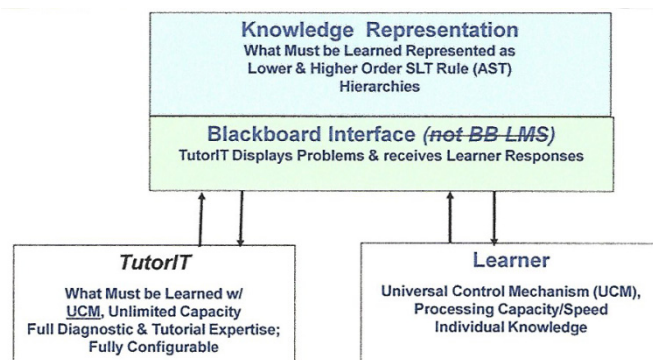 Knowledge Representation
What Must be Learned Represented as
Lower & Higher Order SLT Rule (AST)
Hierarchies
Blackboard Interface (not BB LMS)
TutorIT Displays Problems & receives Learner Responses
TutorIT
What Must be Learned w/
UCM, Unlimited Capacity
Full Diagnostic & Tutorial Expertise;
Fully Configurable
Learner
Universal Control Mechanism (UCM),
Processing Capacity/Speed
Individual Knowledge